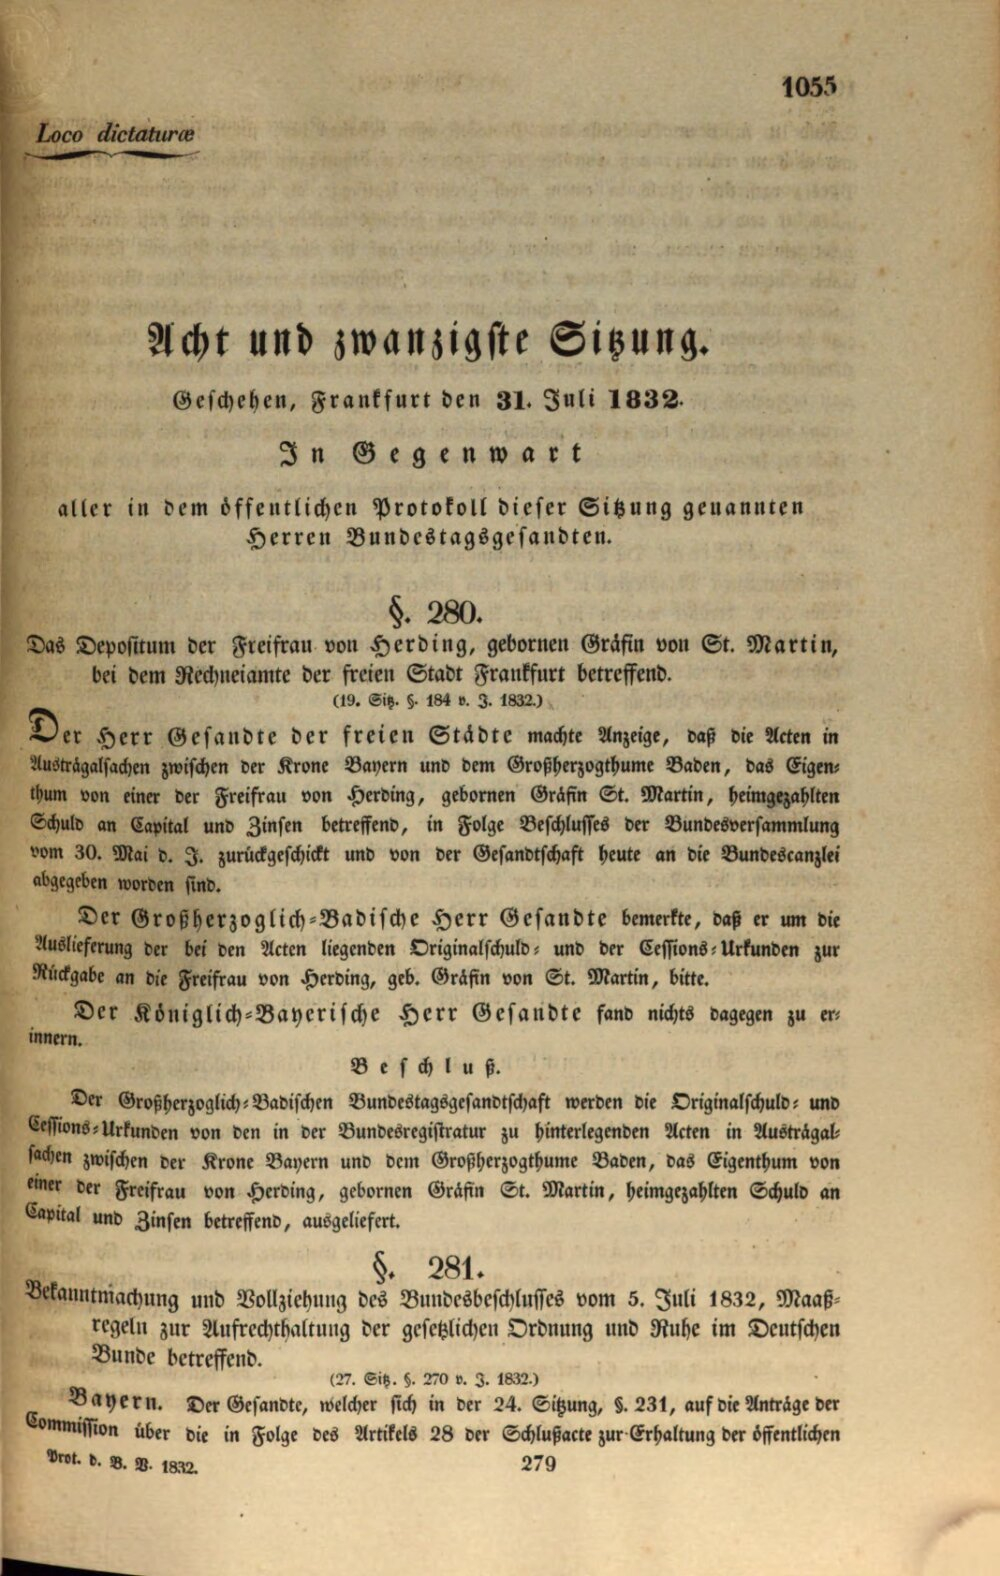 1055
Loco dictaturæ
Acht und zwanzigste Sitzung.
Geschehen, Frankfurt den 31. Juli 1832.
In Gegenwart
aller in dem öffentlichen Protokoll dieser Sitzung genannten
Herren Bundestagsgesandten.
§. 280.
Das Depositum der Freifrau von Herding, gebornen Gräfin von St. Martin,
bei dem Rechneiamte der freien Stadt Frankfurt betreffend.
(19. Sitz. §. 184 v. J. 1832.)
Der Herr Gesandte der freien Städte machte Anzeige, daß die Acten in
Austrägalsachen zwischen der Krone Bayern und dem Großherzogthume Baden, das Eigen-
thum von einer der Freifrau von Herding, gebornen Gräfin St. Martin, heimgezahlten
Schuld an Capital und Zinsen betreffend, in Folge Beschlusses der Bundesversammlung
vom 30. Mai d. J. zurückgeschickt und von der Gesandtschaft heute an die Bundescanzlei
abgegeben worden sind.
Der Großherzoglich-Badische Herr Gesandte bemerkte, daß er um die
Auslieferung der bei den Acten liegenden Originalschuld- und der Cessions-Urkunden zur
Rückgabe an die Freifrau von Herding, geb. Gräfin von St. Martin, bitte.
Der Königlich-Bayerische Herr Gesandte fand nichts dagegen zu er-
innern.
Beschluß.
Der Großherzoglich-Badischen Bundestagsgesandtschaft werden die Originalschuld- und
Cessions-Urkunden von den in der Bundesregistratur zu hinterlegenden Acten in Austrägal-
sachen zwischen der Krone Bayern und dem Großherzogthume Baden, das Eigenthum von
einer der Freifrau von Herding, gebornen Gräfin St. Martin, heimgezahlten Schuld an
Capital und Zinsen betreffend, ausgeliefert.
§. 281.
Bekanntmachung und Vollziehung des Bundesbeschlusses vom 5. Juli 1832, Maaß-
regeln zur Aufrechthaltung der gesetzlichen Ordnung und Ruhe im Deutschen
Bunde betreffend.
(27. Sitz. §. 270 v. J. 1832.)
Bayern. Der Gesandte, welcher sich in der 24. Sitzung, §. 231, auf die Anträge der
Commission über die in Folge des Artikels 28 der Schlußacte zur Erhaltung der öffentlichen
Prot. d. B. V. 1832.
279